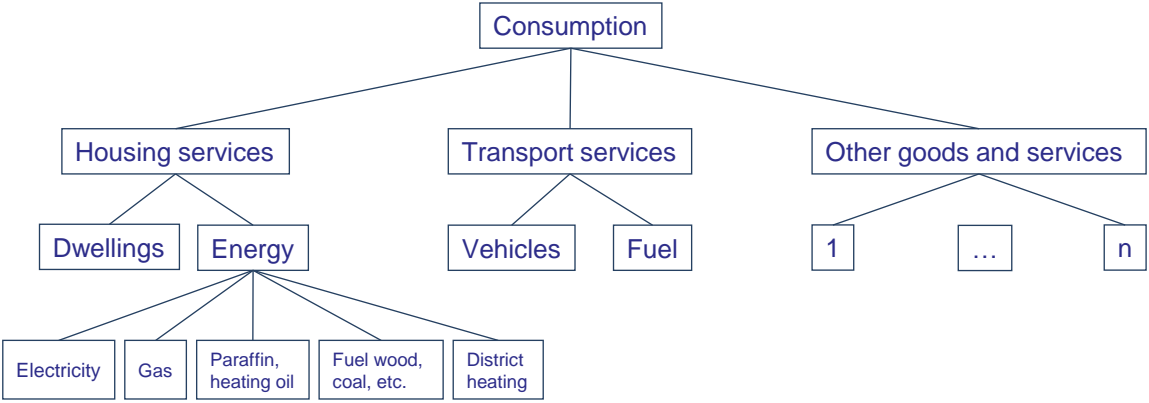 Consumption
Housing services
Transport services
Other goods and services
Dwellings
Energy
Vehicles
Fuel
1
…
n
Electricity
Gas
Paraffin,
heating oil
Fuel wood,
coal, etc.
District
heating